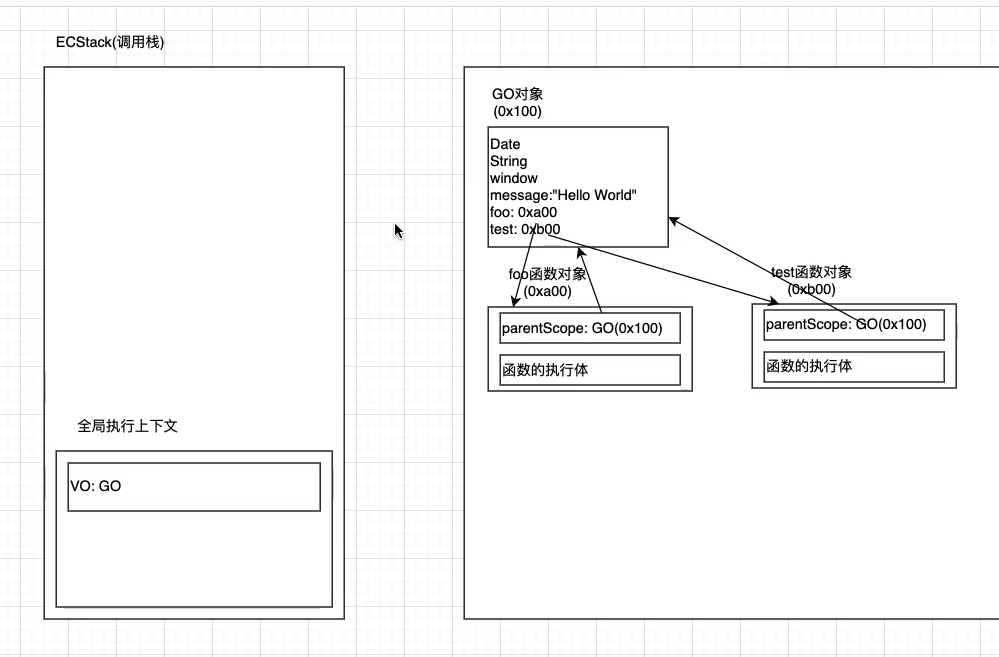 ECStack(调用栈)
全局执行上下文
VO: GO
GO对象
(0x100)
Date
String
window
message:"Hello World"
foo: 0xa00
test: 0xb00
foo函数对象
(0xa00)
parentScope: GO(0x100)
函数的执行体
test函数对象
(0xb00)
parentScope: GO(0x100)
函数的执行体